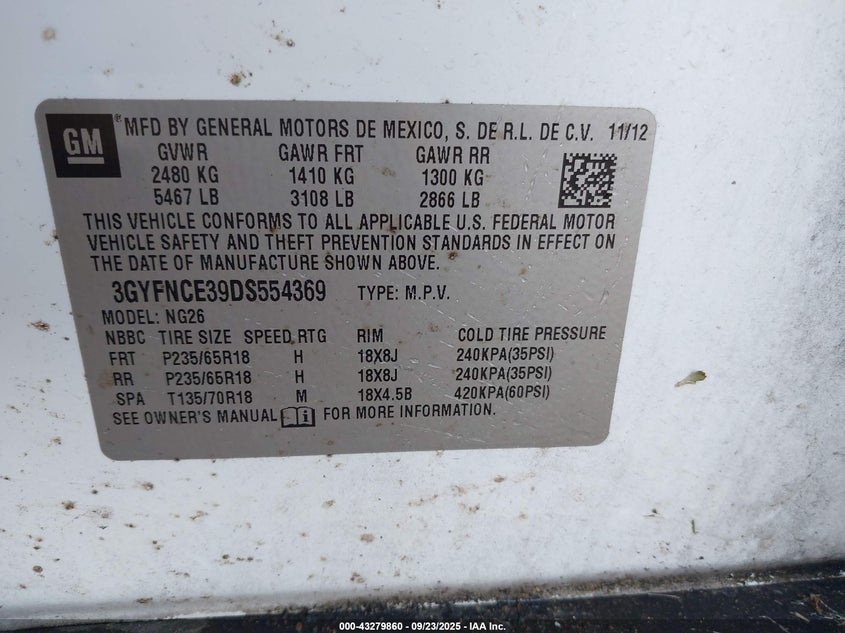 GM ® MFD BY GENERAL MOTORS DE MEXICO, S. DE R.L. DE C.V. 11/12
GVWR GAWR FRT GAWR RR
2480 KG 1410 KG 1300 KG
5467 LB 3108 LB 2866 LB
THIS VEHICLE CONFORMS TO ALL APPLICABLE U.S. FEDERAL MOTOR
VEHICLE SAFETY AND THEFT PREVENTION STANDARDS IN EFFECT ON
THE DATE OF MANUFACTURE SHOWN ABOVE.
3GYFNCE39DS554369 TYPE: M.P.V.
MODEL: NG26
NBBC TIRE SIZE SPEED RTG RIM COLD TIRE PRESSURE
FRT P235/65R18 H 18X8J 240KPA(35PSI)
RR P235/65R18 H 18X8J 240KPA(35PSI)
SPA T135/70R18 M 18X4.5B 420KPA(60PSI)
SEE OWNER'S MANUAL i FOR MORE INFORMATION.
000-43279860 - 09/23/2025 - IAA Inc.